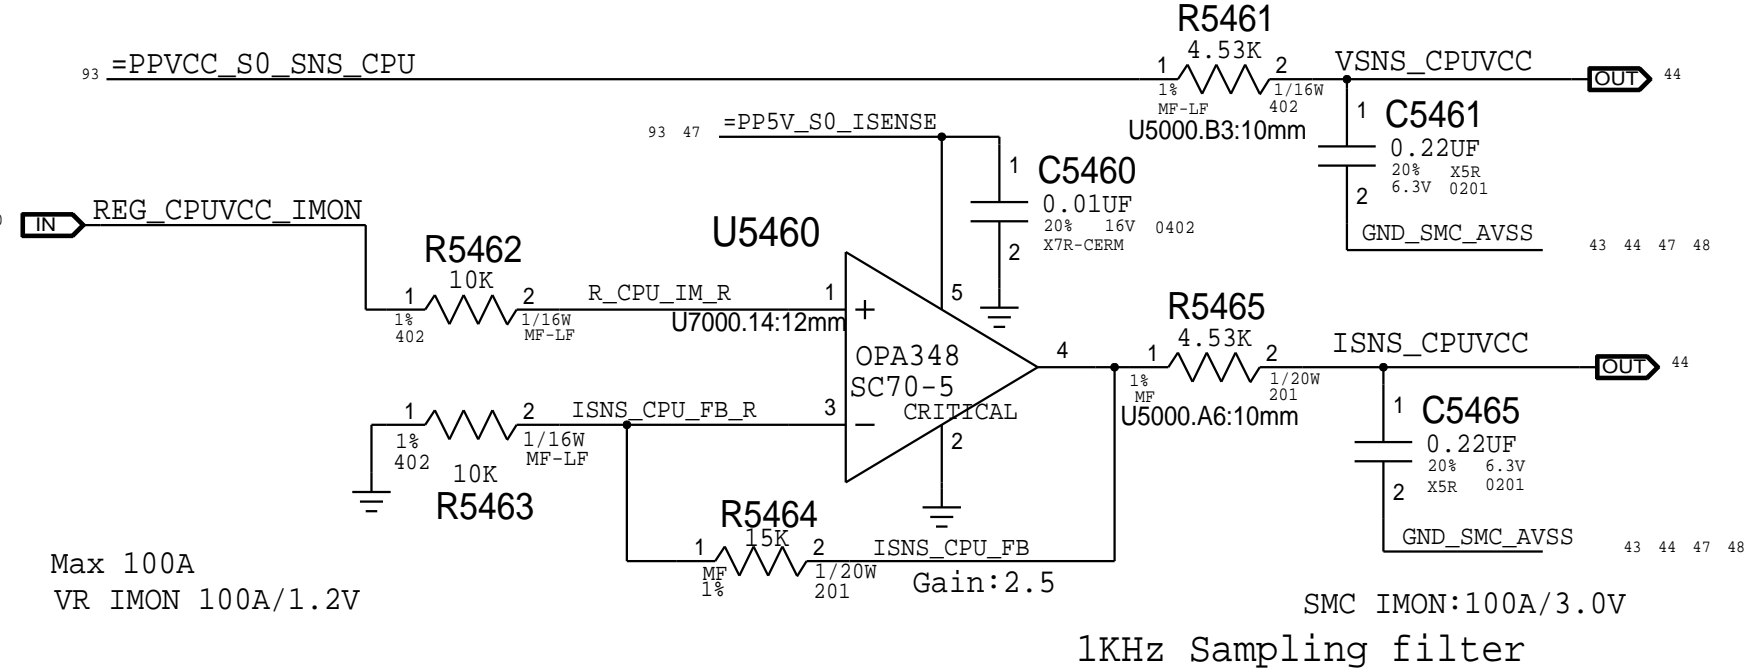 R5461
4.53K
93 =PPVCC_S0_SNS_CPU
1 2
VSNS_CPUVCC
OUT 44
1% 1/16W
MF-LF 402
U5000.B3:10mm
93 47 =PP5V_S0_ISENSE
1 C5461
0.22UF
20% X5R
6.3V 0201
2
GND_SMC_AVSS 43 44 47 48
1 C5460
0.01UF
20% 16V 0402
X7R-CERM
2
IN REG_CPUVCC_IMON
U5460
R5462
10K
1 2
1% 1/16W
402 MF-LF
R_CPU_IM_R
U7000.14:12mm
1 +
5
OPA348
SC70-5
CRITICAL
4
3 −
2
R5465
4.53K
1 2
1% 1/20W
MF 201
U5000.A6:10mm
ISNS_CPUVCC
OUT 44
1 C5465
0.22UF
20% 6.3V
X5R 0201
2
GND_SMC_AVSS 43 44 47 48
1 2
ISNS_CPU_FB_R
1% 1/16W
402 MF-LF
10K
R5463
R5464
15K
1 2
MF 1/20W
1% 201
ISNS_CPU_FB
Gain:2.5
Max 100A
VR IMON 100A/1.2V
SMC IMON:100A/3.0V
1KHz Sampling filter